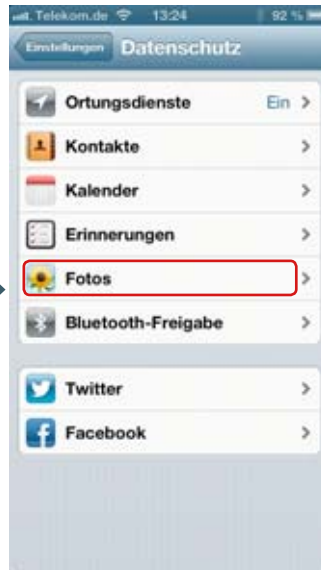 Telekom.de 13:24 92 %
Einstellungen Datenschutz
Ortungsdienste Ein
Kontakte
Kalender
Erinnerungen
Fotos
Bluetooth-Freigabe
Twitter
Facebook